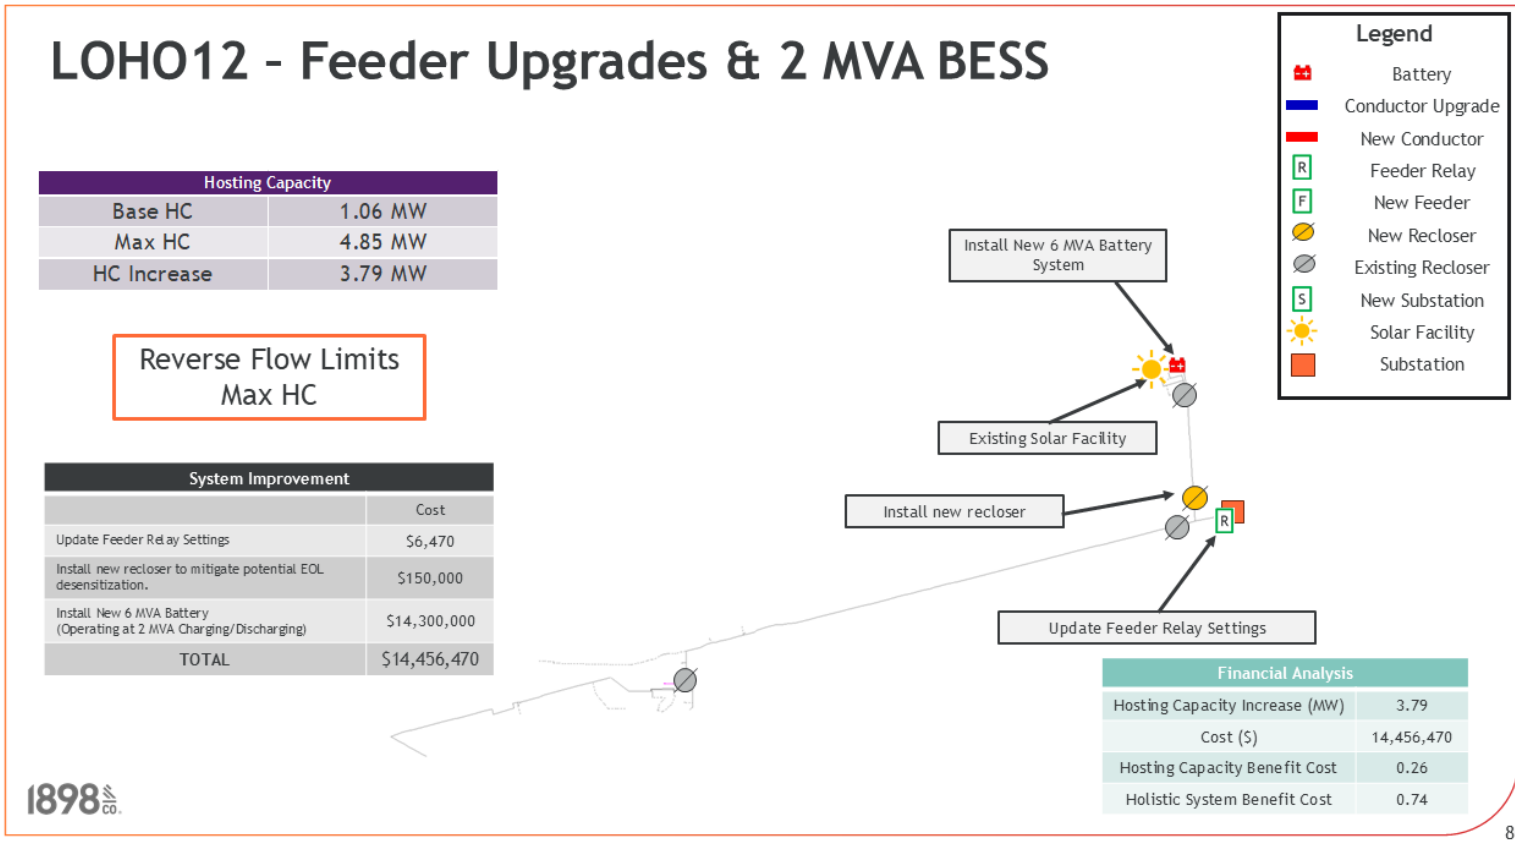 LOHO12 – Feeder Upgrades & 2 MVA BESS
Legend
Battery
Conductor Upgrade
New Conductor
R Feeder Relay
F New Feeder
New Recloser
Existing Recloser
S New Substation
Solar Facility
Substation
Hosting Capacity
Base HC 1.06 MW
Max HC 4.85 MW
HC Increase 3.79 MW
Reverse Flow Limits
Max HC
Install New 6 MVA Battery
System
Existing Solar Facility
Install new recloser
R
Update Feeder Relay Settings
System Improvement
Cost
Update Feeder Relay Settings $6,470
Install new recloser to mitigate potential EOL
desensitization. $150,000
Install New 6 MVA Battery
(Operating at 2 MVA Charging/Discharging) $14,300,000
TOTAL $14,456,470
Financial Analysis
Hosting Capacity Increase (MW) 3.79
Cost ($) 14,456,470
Hosting Capacity Benefit Cost 0.26
Holistic System Benefit Cost 0.74
1898 & CO.
8